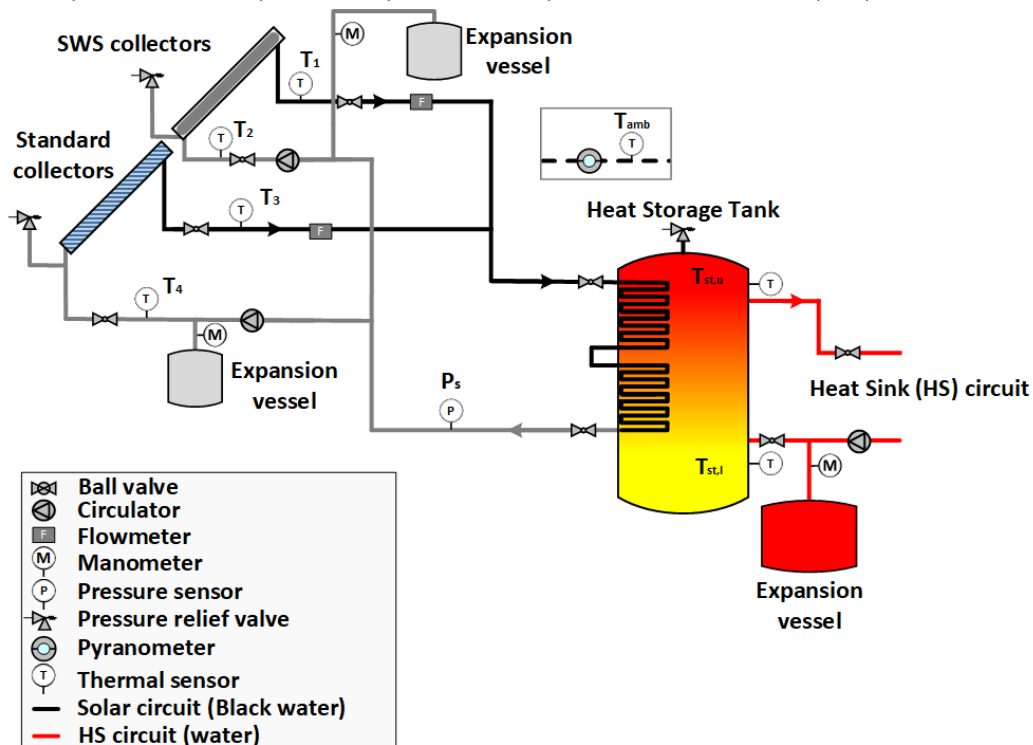 SWS collectors
T1
M
Expansion
vessel
T
F
Standard
collectors
T2
T
Tamb
T
T3
T
F
Heat Storage Tank
T4
T
Tst,u
T
M
Expansion
vessel
Ps
P
Heat Sink (HS) circuit
Tst,l
T
M
Expansion
vessel
Ball valve
Circulator
F Flowmeter
M Manometer
P Pressure sensor
Pressure relief valve
Pyranometer
T Thermal sensor
Solar circuit (Black water)
HS circuit (water)